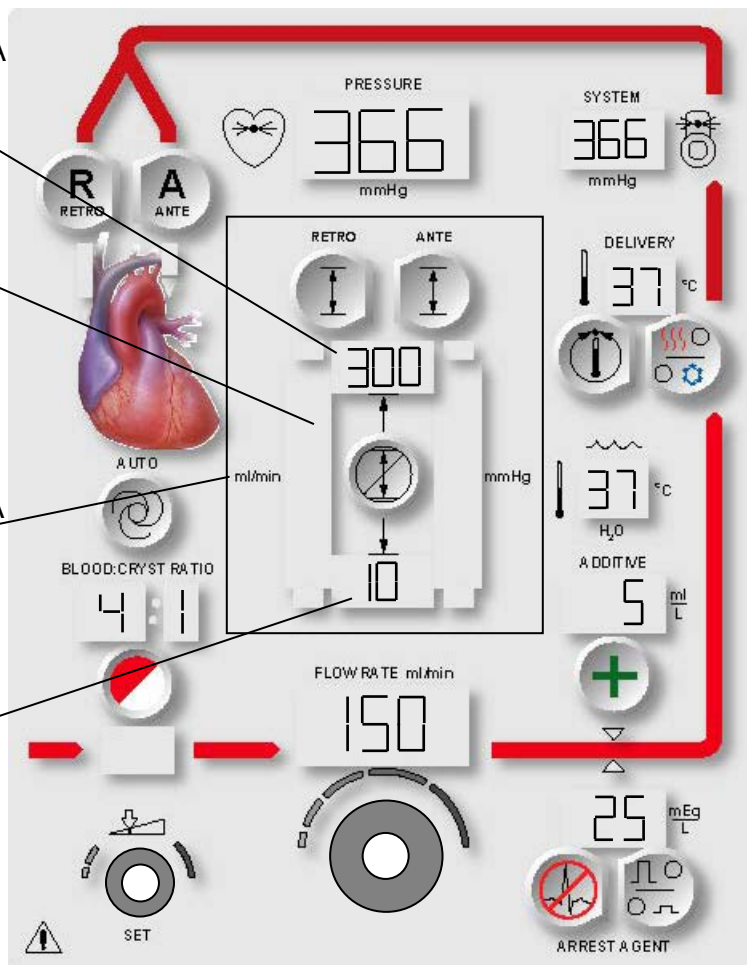 A
PRESSURE
366
mmHg
SYSTEM
366
mmHg
R
RETRO
A
ANTE
RETRO
ANTE
DELIVERY
37 °C
300
ml/min
mmHg
10
AUTO
37 °C
H₂O
A
BLOOD:CRYST RATIO
4:1
ADDITIVE
5 ml/L
FLOW RATE ml/min
150
25 mEg/L
SET
ARREST AGENT